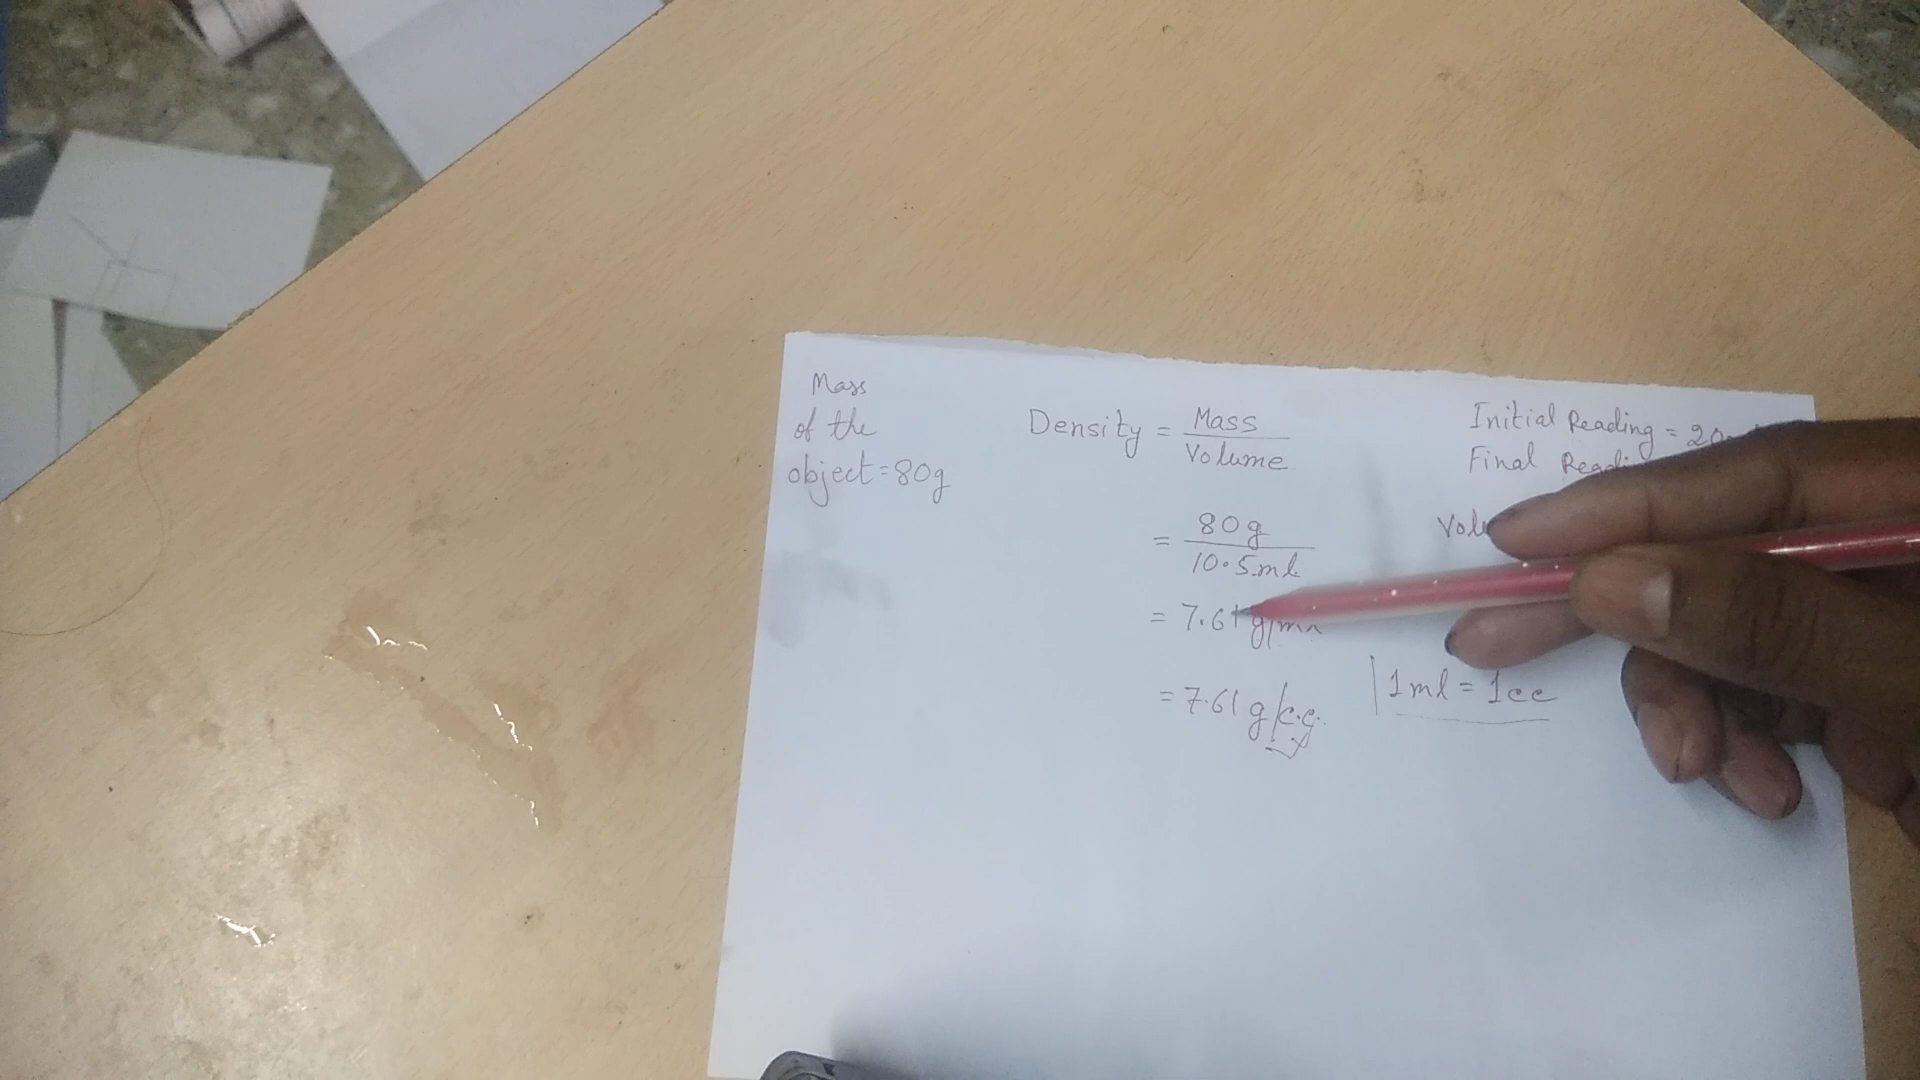 Mass
of the
object = 80g
Density = Mass
Volume
= 80g
10.5ml
= 7.61 g/m
= 7.61 g/c.c.
Initial Reading =
Final
1ml = 1cc